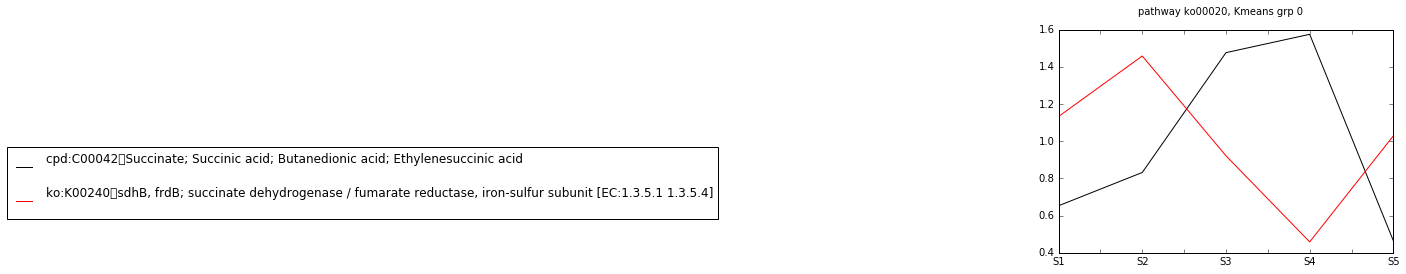 pathway ko00020, Kmeans grp 0
1.6
1.4
1.2
1.0
0.8
0.6
0.4
S1 S2 S3 S4 S5
cpd:C00042▯Succinate; Succinic acid; Butanedionic acid; Ethylenesuccinic acid
ko:K00240▯sdhB, frdB; succinate dehydrogenase / fumarate reductase, iron-sulfur subunit [EC:1.3.5.1 1.3.5.4]